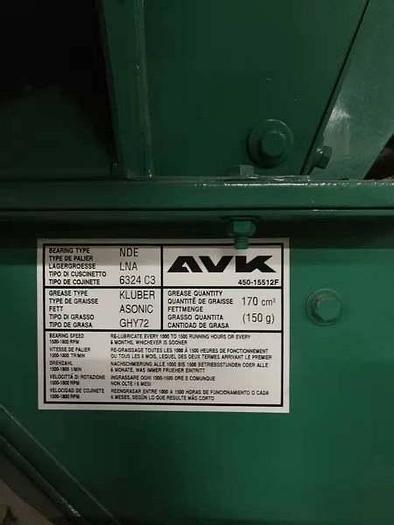 BEARING TYPE NDE
TYPE DE PALIER
LAGERGROESSE LNA
TIPO DI CUSCINETTO
TIPO DE COJINETE 6324 C3
AVK
450-15512F
GREASE TYPE KLUBER
TYPE DE GRAISSE
FETT ASONIC
TIPO DI GRASSO
TIPO DE GRASA GHY72
GREASE QUANTITY
QUANTITÉ DE GRAISSE 170 cm³
FETTMENGE
GRASSO QUANTITA (150 g)
CANTIDAD DE GRASA
BEARING SPEED RE-LUBRICATE EVERY 1000 TO 1500 RUNNING HOURS OR EVERY
1500-1800 RPM 6 MONTHS, WHICHEVER IS SOONER
VITESSE DE PALIER RE-GRAISSAGE TOUTES LES 1000 A 1500 HEURES DE FONCTIONNEMENT
1500-1800 TR/MIN OU TOUS LES 6 MOIS, LEQUEL DES DEUX TERMES ARRIVANT LE PREMIER
DREHZAHL NACHSCHMIERUNG ALLE 1000 BIS 1500 BETRIEBSSTUNDEN ODER ALLE
1500-1800 1/MIN 6 MONATE, WAS IMMER FRUEHER EINTRIFFT
VELOCITTÀ DI ROTAZIONE INGRASSARE OGNI 1000-1500 ORE E COMUNQUE
1500-1800 RPM NON OLTE I 6 MESI
VELOCIDAD DE COJINETE REENGRASAR ENTRE 1000 A 1500 HORAS DE FUNCIONAMIENTO O CADA
1500-1800 RPM 6 MESES, SEGÚN LO QUE RESULTE MÁS CORTO